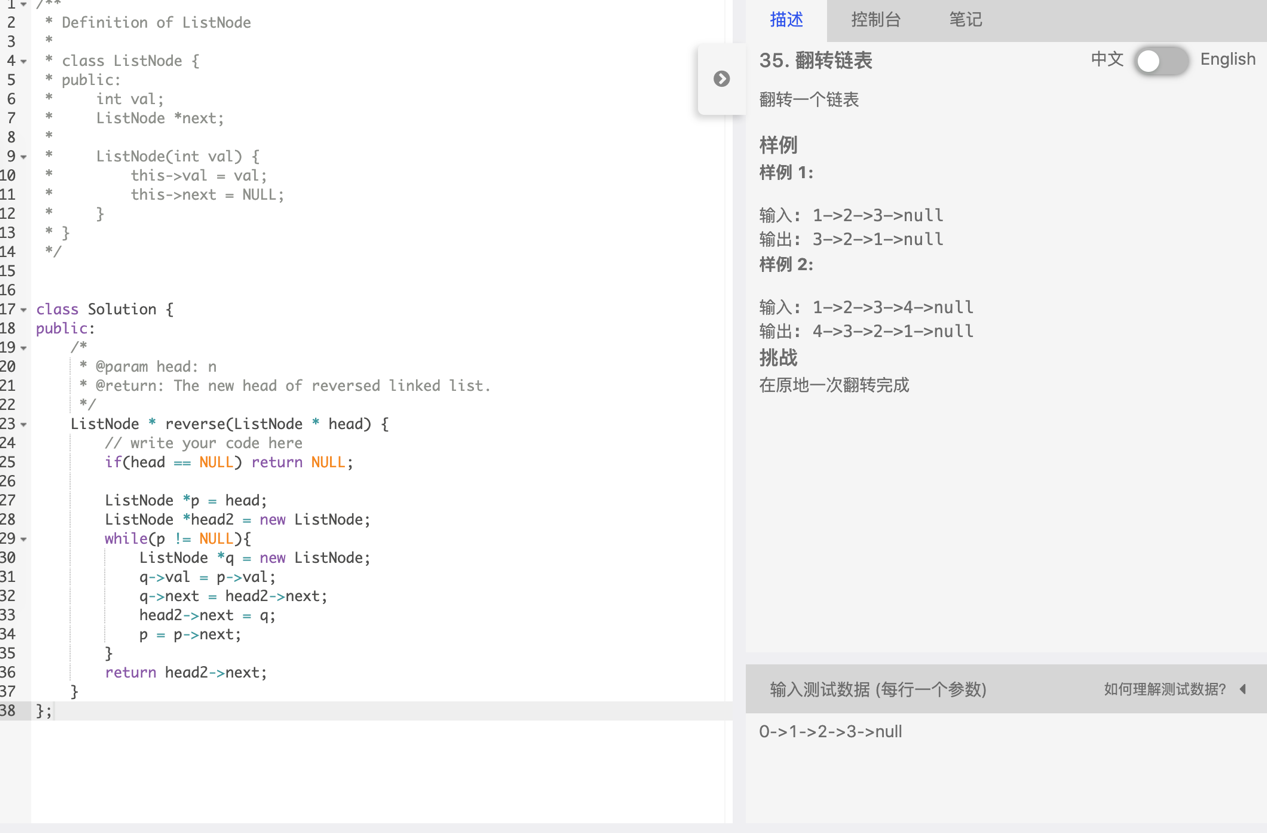 1 /**
2  * Definition of ListNode
3  *
4  * class ListNode {
5  * public:
6  *     int val;
7  *     ListNode *next;
8  *
9  *     ListNode(int val) {
10  *         this->val = val;
11  *         this->next = NULL;
12  *     }
13  * }
14  */
15
16
17 class Solution {
18 public:
19     /*
20      * @param head: n
21      * @return: The new head of reversed linked list.
22      */
23     ListNode * reverse(ListNode * head) {
24         // write your code here
25         if(head == NULL) return NULL;
26
27         ListNode *p = head;
28         ListNode *head2 = new ListNode;
29         while(p != NULL){
30             ListNode *q = new ListNode;
31             q->val = p->val;
32             q->next = head2->next;
33             head2->next = q;
34             p = p->next;
35         }
36         return head2->next;
37     }
38 };
描述 控制台 笔记
35. 翻转链表 中文 English
翻转一个链表
样例
样例 1:
输入: 1->2->3->null
输出: 3->2->1->null
样例 2:
输入: 1->2->3->4->null
输出: 4->3->2->1->null
挑战
在原地一次翻转完成
输入测试数据 (每行一个参数) 如何理解测试数据?
0->1->2->3->null